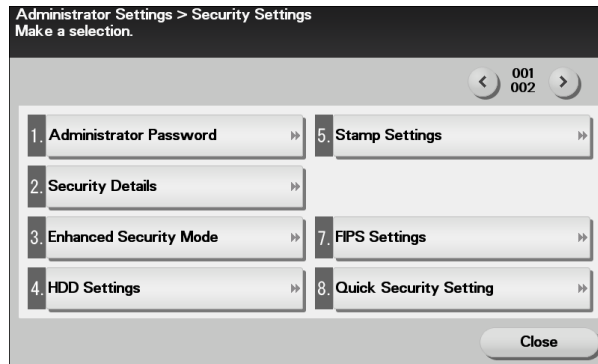 Administrator Settings > Security Settings
Make a selection.
001
002
1. Administrator Password
5. Stamp Settings
2. Security Details
3. Enhanced Security Mode
7. FIPS Settings
4. HDD Settings
8. Quick Security Setting
Close